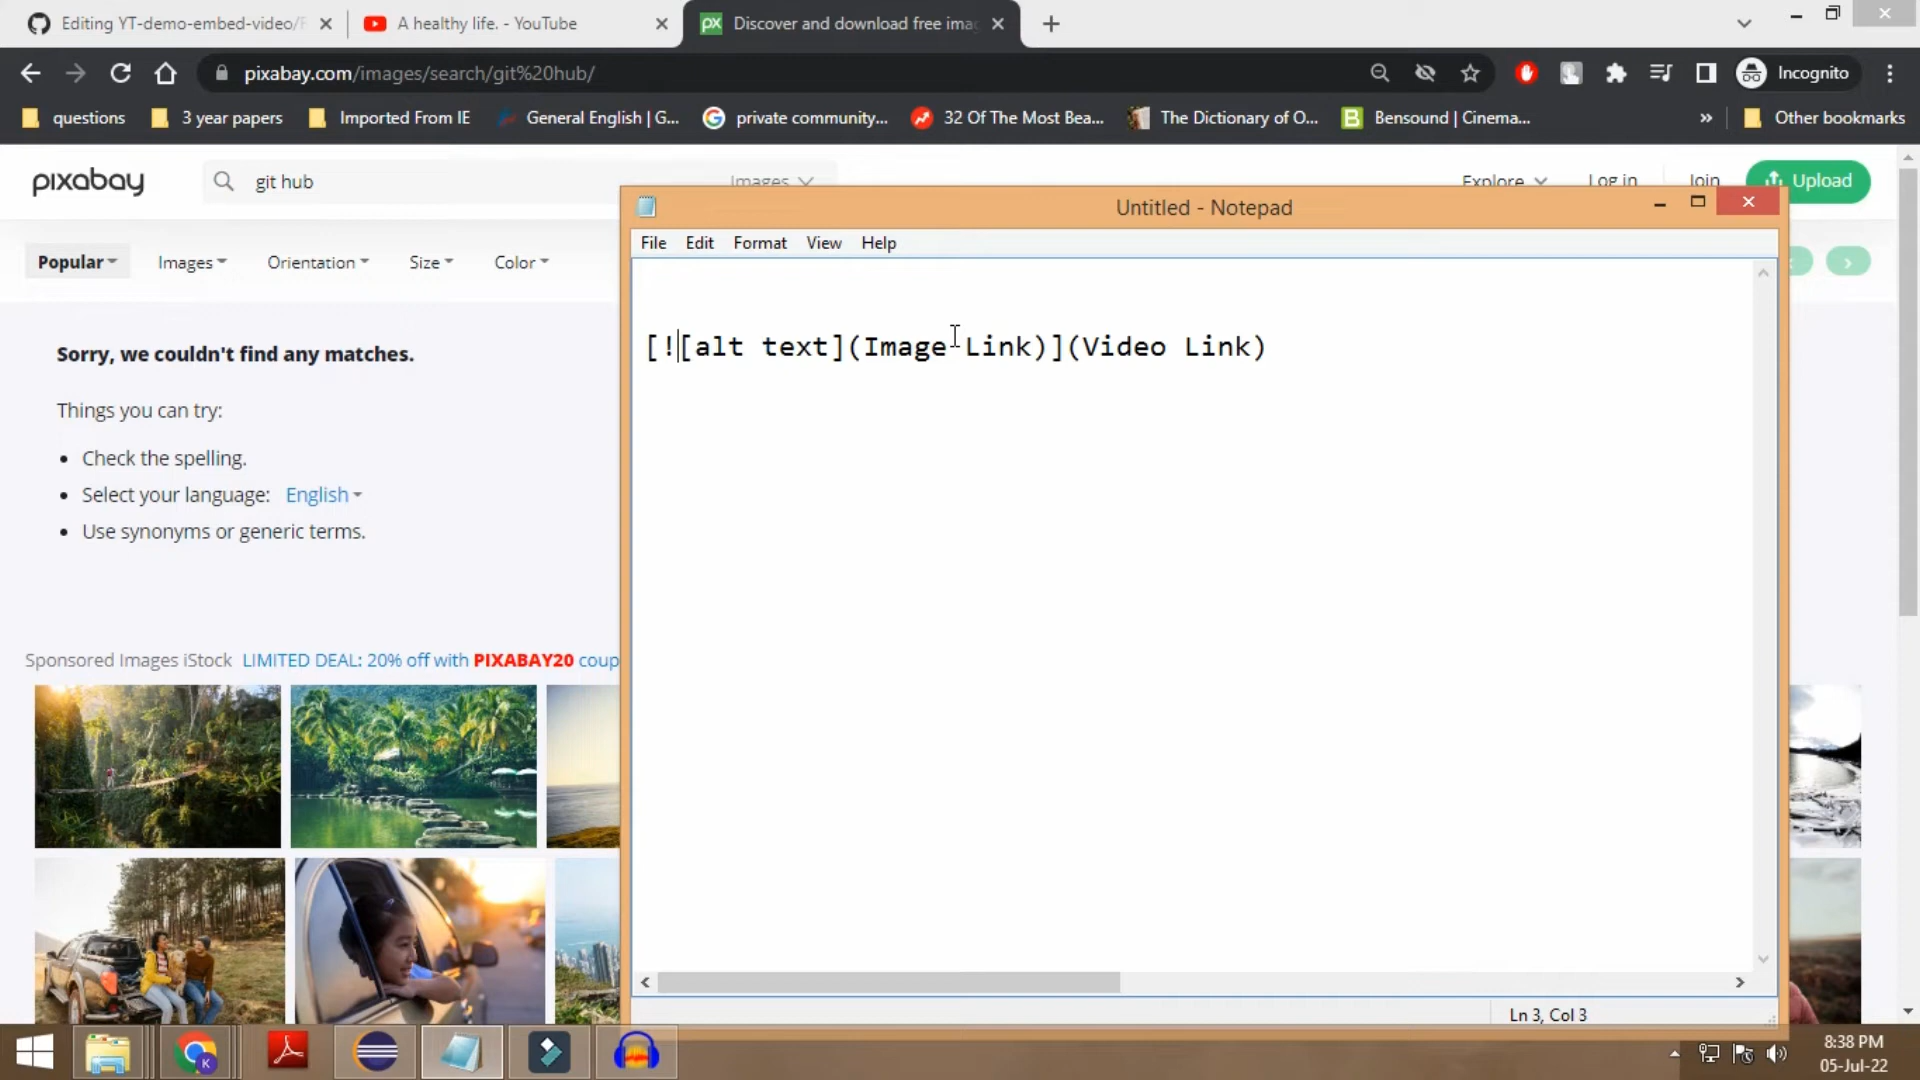 Editing YT-demo-embed-video/
A healthy life. - YouTube
px
Discover and download free ima
pixabay.com/images/search/git%20hub/
Incognito
questions
3 year papers
Imported From IE
General English | G...
private community...
32 Of The Most Bea...
The Dictionary of O...
B
Bensound | Cinema...
»
Other bookmarks
pixabay
git hub
Images
Explore
Log in
Join
Upload
Untitled - Notepad
File Edit Format View Help
Popular
Images
Orientation
Size
Color
[![alt text](Image Link)](Video Link)
Sorry, we couldn't find any matches.
Things you can try:
• Check the spelling.
• Select your language: English
• Use synonyms or generic terms.
Sponsored Images iStock LIMITED DEAL: 20% off with PIXABAY20 coup
Ln 3, Col 3
K
8:38 PM
05-Jul-22